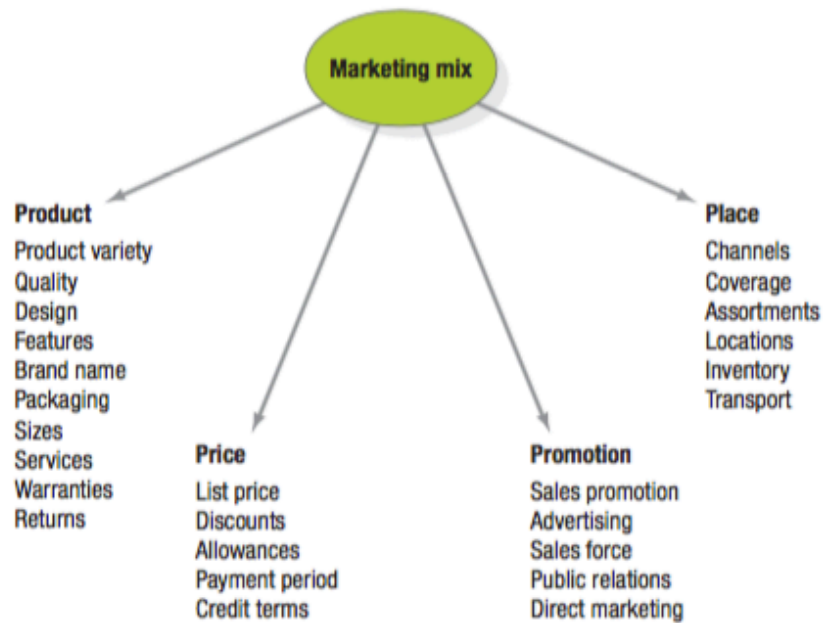 Marketing mix
Product
Product variety
Quality
Design
Features
Brand name
Packaging
Sizes
Services
Warranties
Returns
Price
List price
Discounts
Allowances
Payment period
Credit terms
Promotion
Sales promotion
Advertising
Sales force
Public relations
Direct marketing
Place
Channels
Coverage
Assortments
Locations
Inventory
Transport